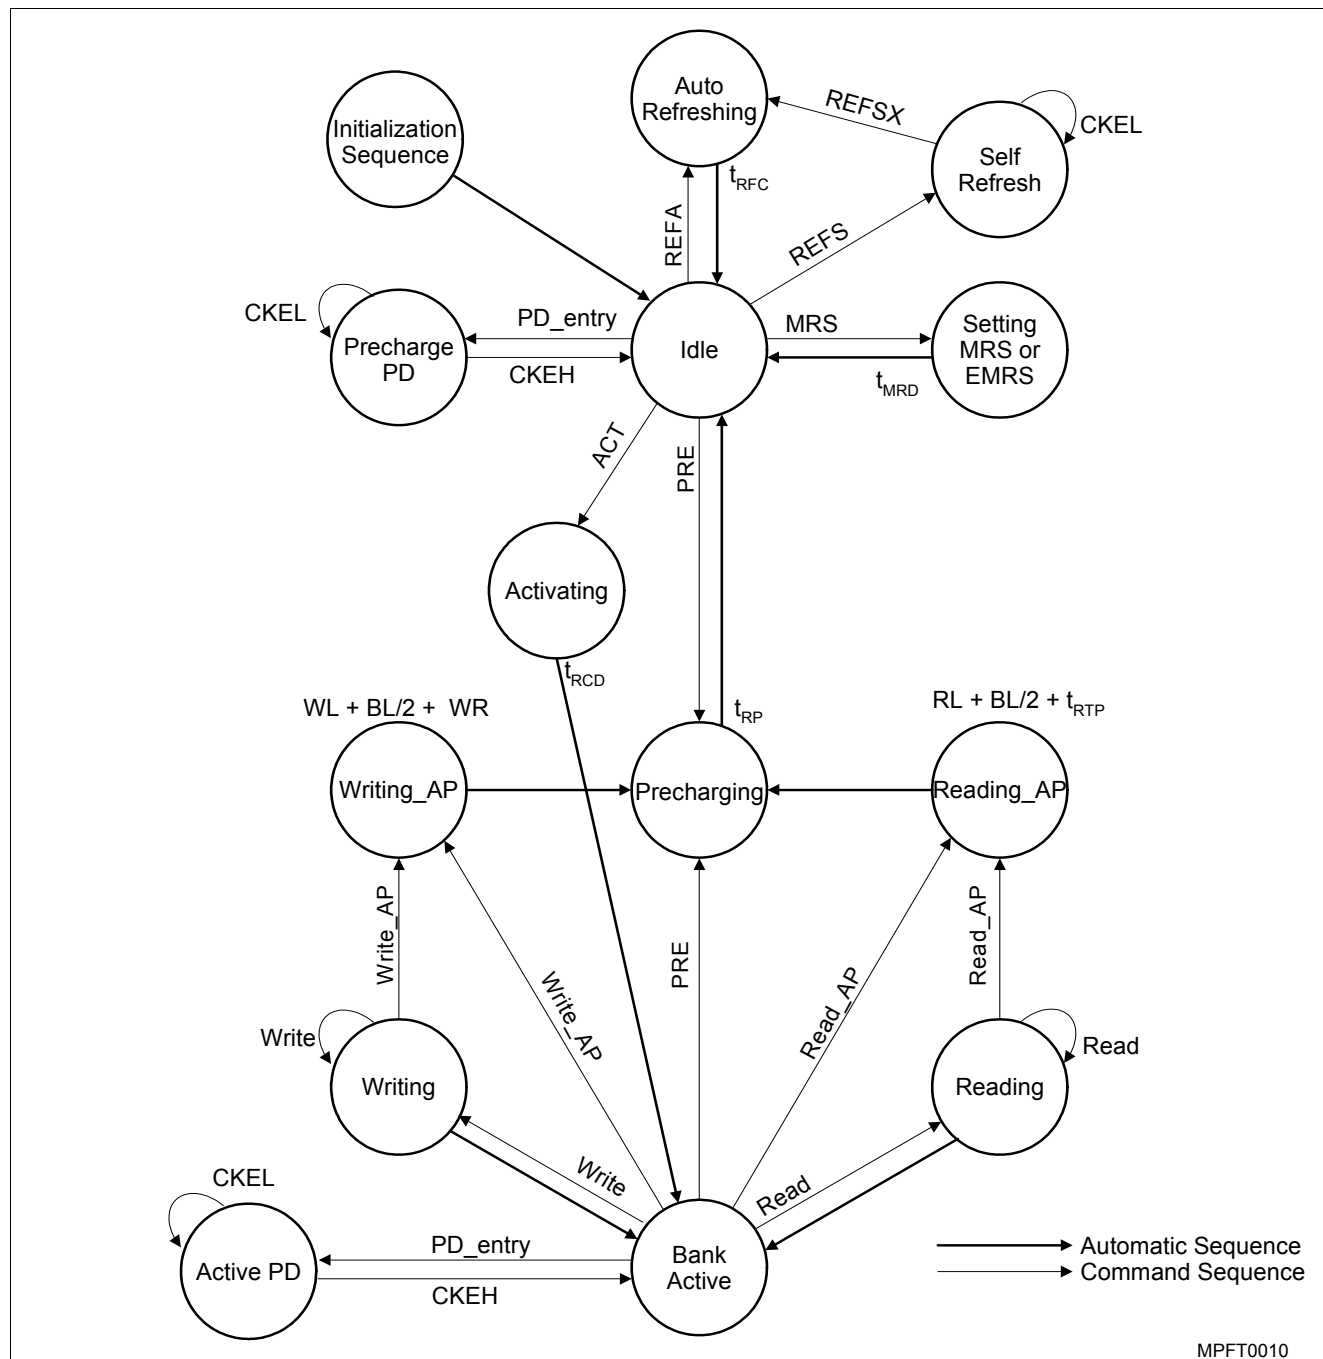 Auto
Refreshing
REFSX
CKEL
Initialization
Sequence
Self
Refresh
tRFC
REFA
REFS
CKEL
PD_entry
MRS
Precharge
PD
Idle
Setting
MRS or
EMRS
CKEH
tMRD
ACT
PRE
Activating
tRCD
WL + BL/2 + WR
tRP
RL + BL/2 + tRTP
Writing_AP
Precharging
Reading_AP
Write_AP
Write_AP
PRE
Read_AP
Read_AP
Write
Read
Writing
Reading
Write
Read
CKEL
PD_entry
Active PD
Bank
Active
CKEH
Automatic Sequence
Command Sequence
MPFT0010